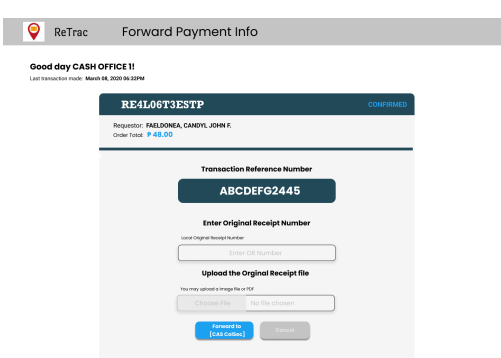 ReTrac
Forward Payment Info
Good day CASH OFFICE 1!
Last transaction made: March 08, 2020 06:32PM
RE4L06T3ESTP
CONFIRMED
Requestor: FAELDONEA, CANDYL JOHN F.
Order Total: ₱ 48.00
Transaction Reference Number
ABCDEFG2445
Enter Original Receipt Number
Local Original Receipt Number
Enter OR Number
Upload the Orginal Receipt file
You may upload a image file or PDF
Choose File No file chosen
Forward to
[CAS ColSec]
Cancel